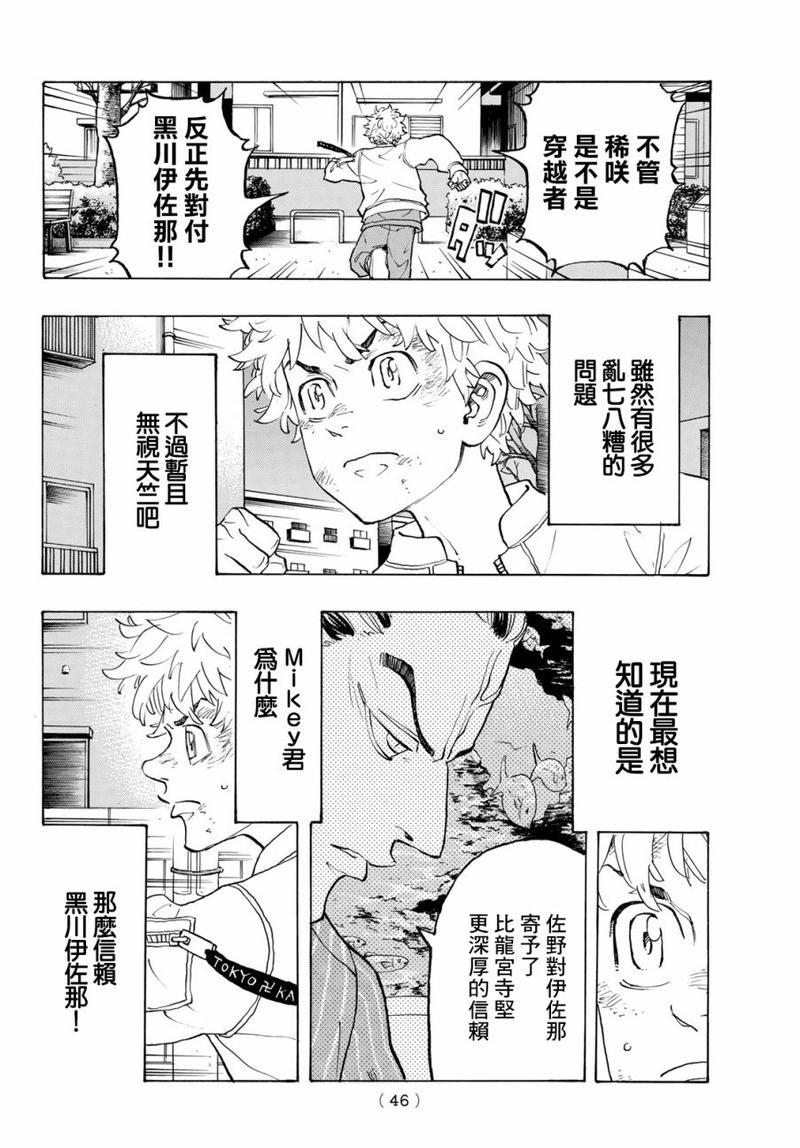 不管
稀咲
是不是
穿越者
反正先對付
黑川伊佐那!!
ダッ
雖然有很多
亂七八糟的
問題
不過暫且
無視天竺吧
現在最想
知道的是
佐野對伊佐那
寄予了
比龍宮寺堅
更深厚的信賴
Mikey君
為什麼
那麼信賴
黑川伊佐那!
TOKYO卍KA
( 46 )